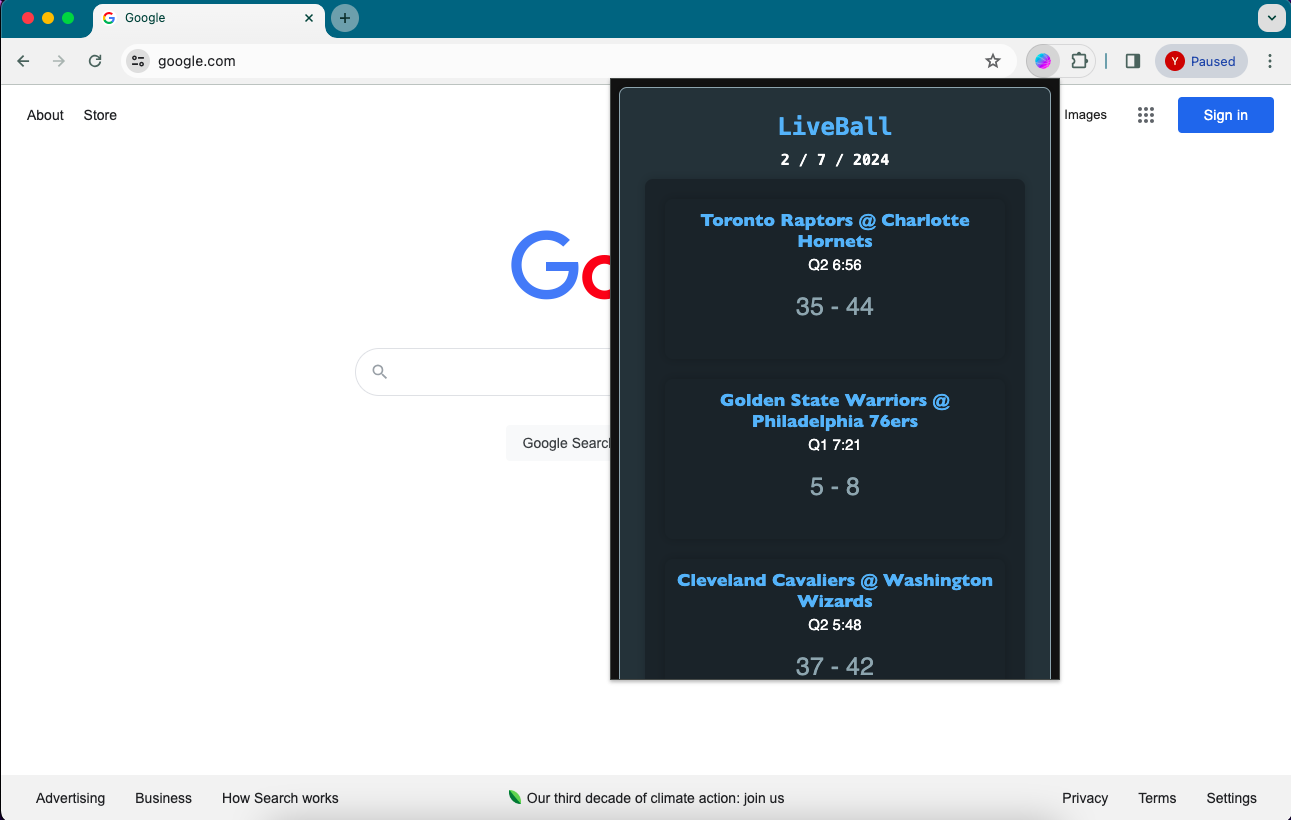 Google
google.com
Y Paused
About Store
Images
Sign in
LiveBall
2 / 7 / 2024
Toronto Raptors @ Charlotte
Hornets
Q2 6:56
35 - 44
Golden State Warriors @
Philadelphia 76ers
Q1 7:21
5 - 8
Cleveland Cavaliers @ Washington
Wizards
Q2 5:48
37 - 42
Go
Google Search
Advertising Business How Search works
Our third decade of climate action: join us
Privacy Terms Settings